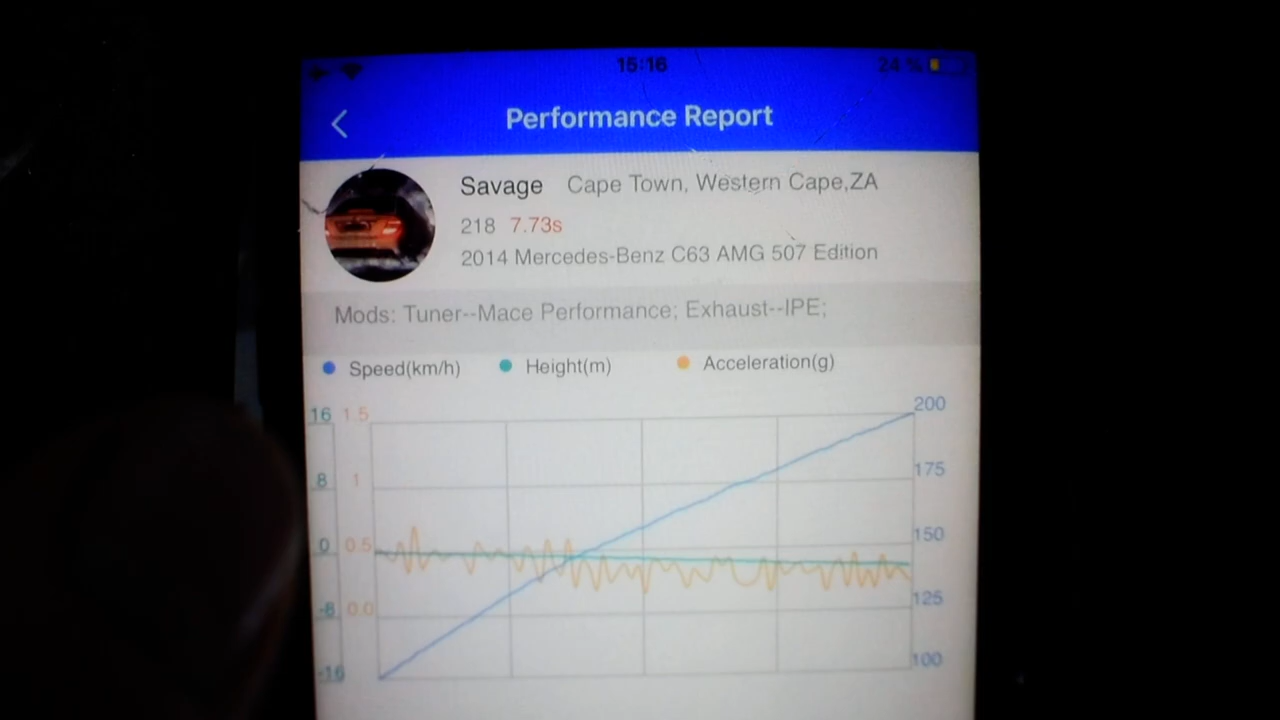 15:16 24 %
Performance Report
Savage Cape Town, Western Cape,ZA
218 7.73s
2014 Mercedes-Benz C63 AMG 507 Edition
Mods: Tuner--Mace Performance; Exhaust--IPE;
Speed(km/h) Height(m) Acceleration(g)
16 1.5 200
8 1 175
0 0.5 150
-8 0.0 125
-16 100